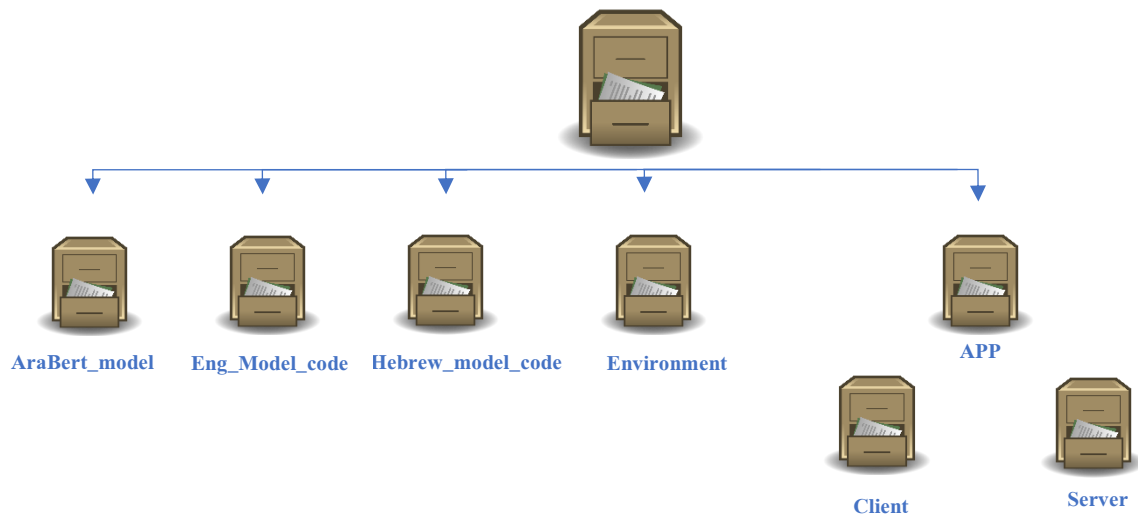 AraBert_model
Eng_Model_code
Hebrew_model_code
Environment
APP
Client
Server